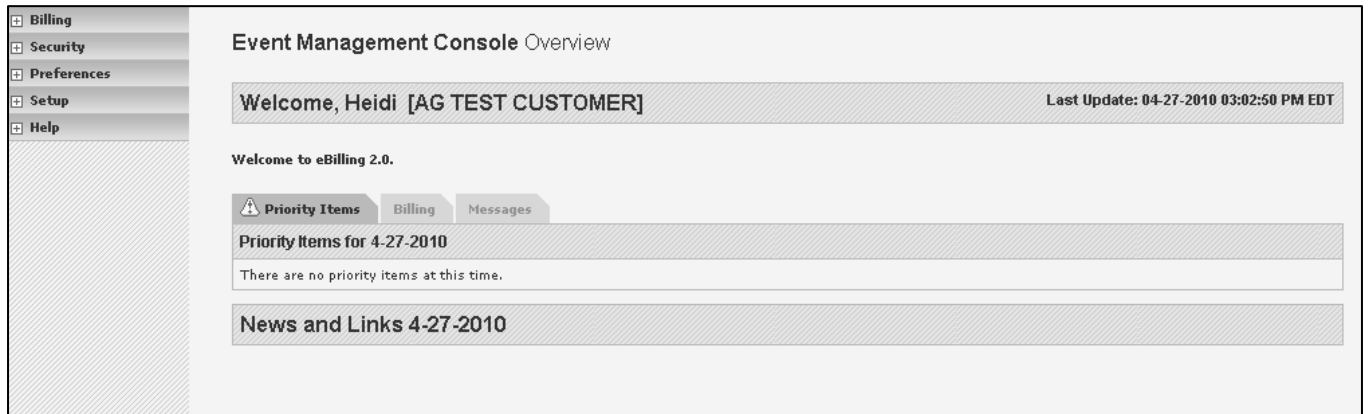 Billing
Security
Preferences
Setup
Help
Event Management Console Overview
Welcome, Heidi [AG TEST CUSTOMER]
Last Update: 04-27-2010 03:02:50 PM EDT
Welcome to eBilling 2.0.
Priority Items
Billing
Messages
Priority Items for 4-27-2010
There are no priority items at this time.
News and Links 4-27-2010